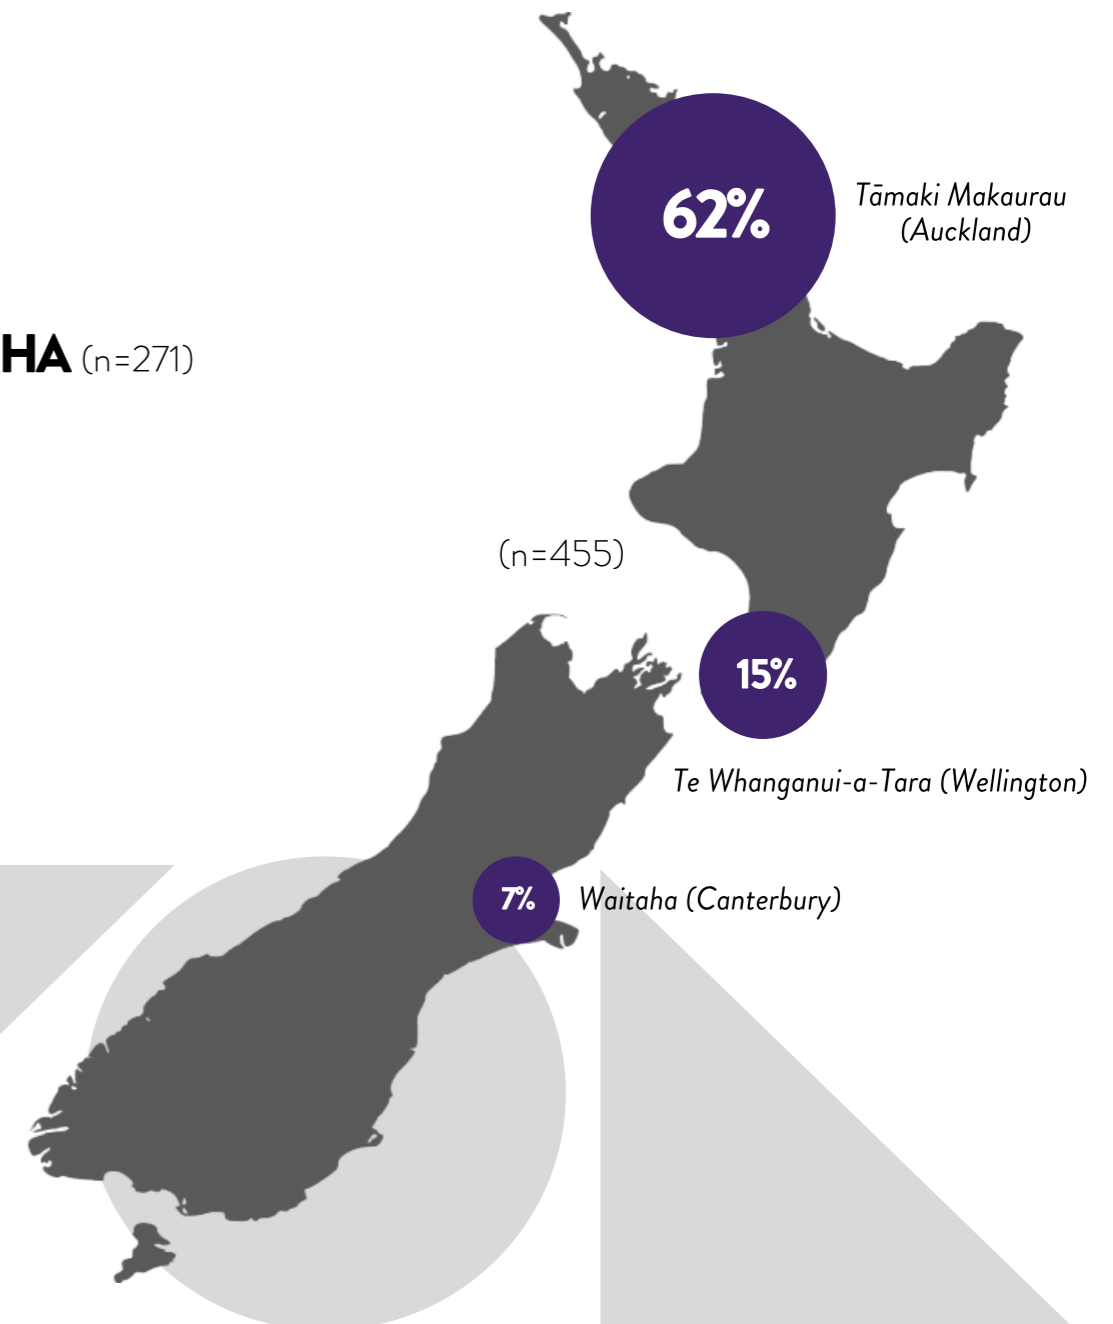 62%
Tāmaki Makaurau
(Auckland)
HA (n=271)
(n=455)
15%
Te Whanganui-a-Tara (Wellington)
7%
Waitaha (Canterbury)